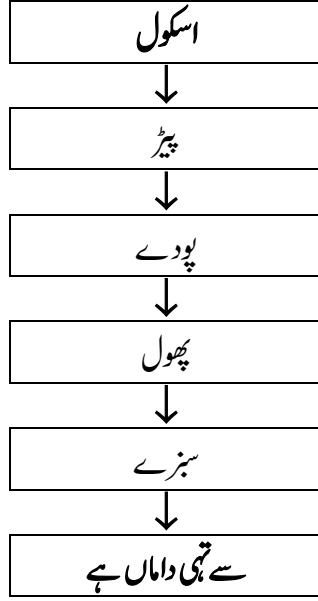 اسکول
پیڑ
پودے
پھول
سبزے
سے تہی داماں ہے